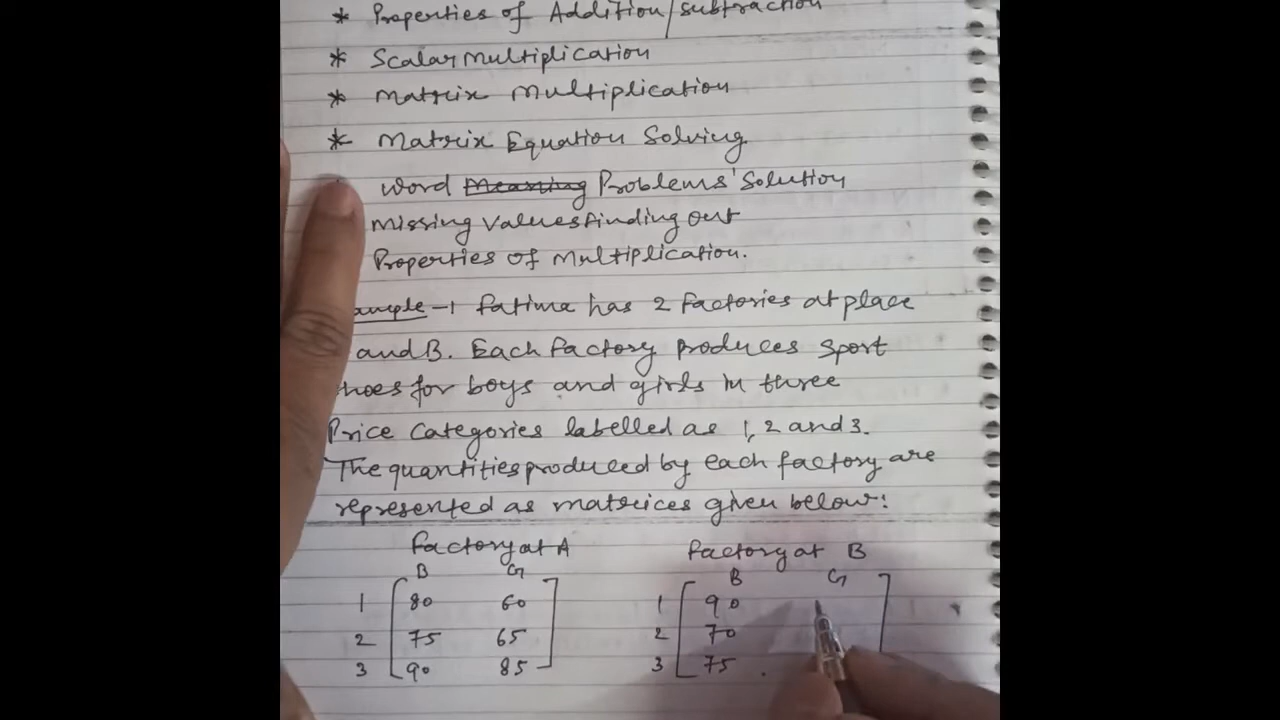 * Properties of Addition/subtraction
* Scalar multiplication
* Matrix Multiplication
* Matrix Equation Solving
Word Problems' Solution
Missing Values finding out
Properties of Multiplication.
ample-1 Fatima has 2 factories at place
and B. Each factory produces sport
hoes for boys and girls in three
Price Categories labelled as 1, 2 and 3.
The quantities produced by each factory are
represented as matrices given below:
Factory at A Factory at B
B G B G
1 80 60 1 90
2 75 65 2 70
3 90 85 3 75